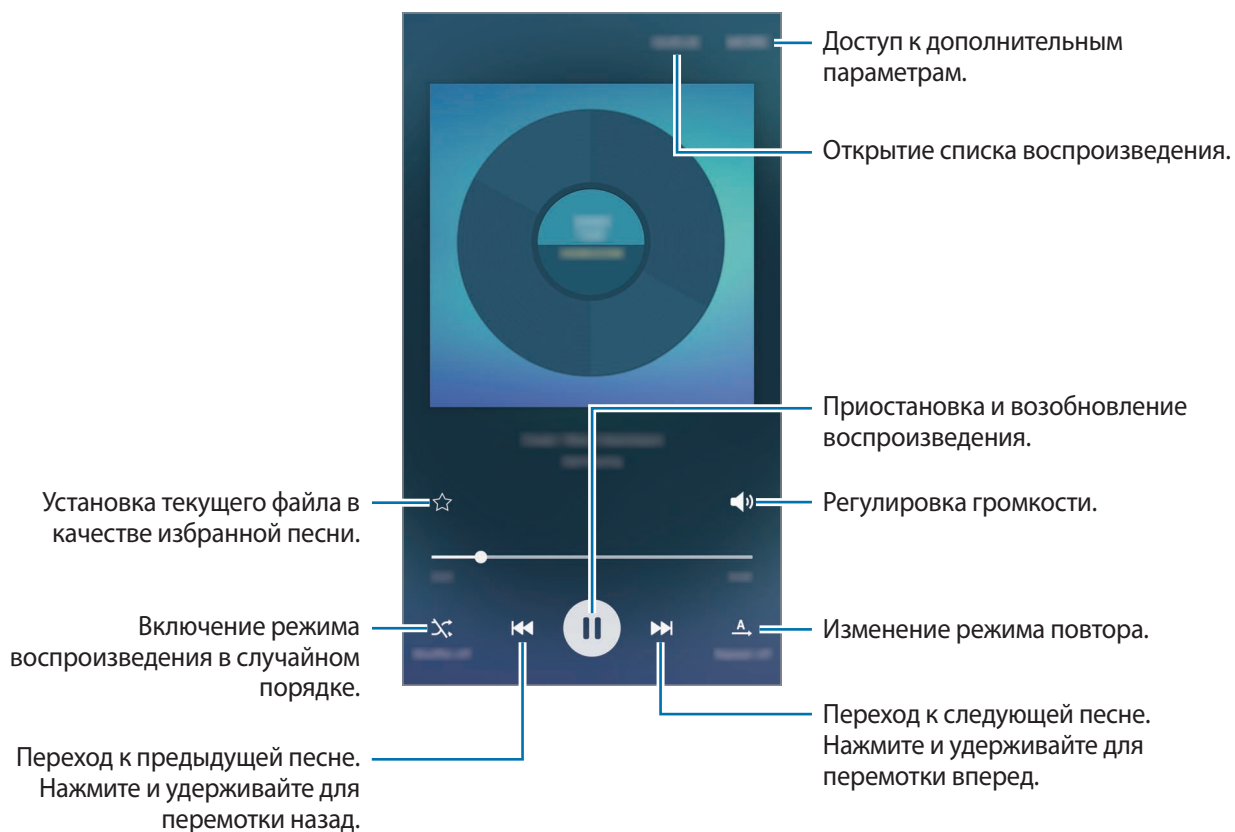 Доступ к дополнительным
параметрам.
Открытие списка воспроизведения.
Приостановка и возобновление
воспроизведения.
Установка текущего файла в
качестве избранной песни.
Регулировка громкости.
Включение режима
воспроизведения в случайном
порядке.
A
Изменение режима повтора.
Переход к предыдущей песне.
Нажмите и удерживайте для
перемотки назад.
Переход к следующей песне.
Нажмите и удерживайте для
перемотки вперед.